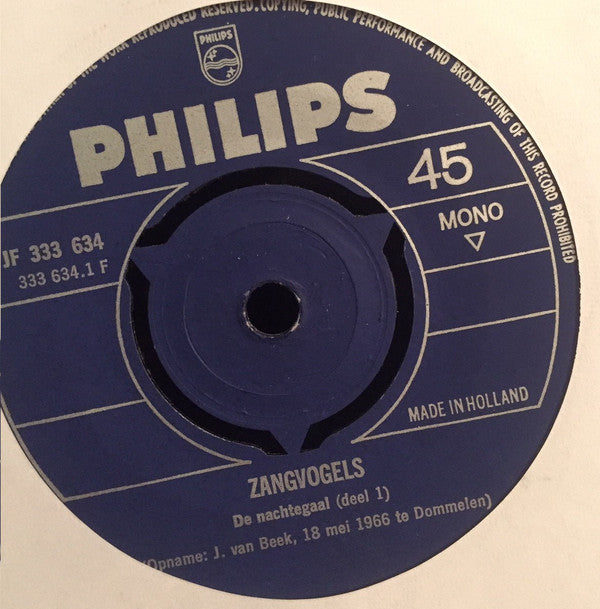 OF THE WORK REPRODUCED RESERVED. COPYING, PUBLIC PERFORMANCE AND BROADCASTING OF THIS RECORD PROHIBITED
PHILIPS
PHILIPS
45
MONO
JF 333 634
333 634.1 F
MADE IN HOLLAND
ZANGVOGELS
De nachtegaal (deel 1)
(Opname: J. van Beek, 18 mei 1966 te Dommelen)